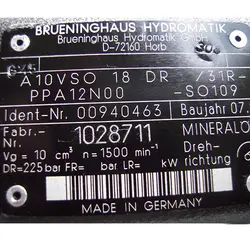 BRUENINGHAUS HYDROMATIK
Brueninghaus Hydromatik GmbH
D-72160 Horb
A10VSO 18 DR /31R-
PPA12N00 -SO109
Ident-Nr. 00940463 Baujahr 07
Fabr.-Nr. 1028711 MINERALO
Vg = 10 cm³ n = 1500 min⁻¹ Dreh-
DR=225 bar FR= bar LR= kW richtung
MADE IN GERMANY